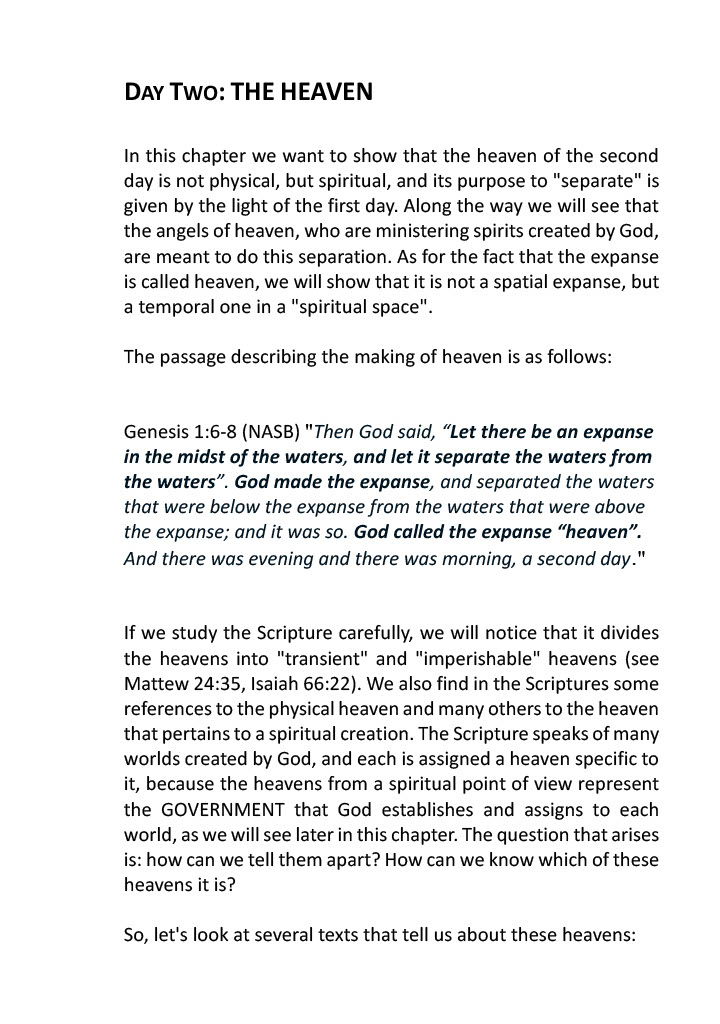 DAY TWO: THE HEAVEN
In this chapter we want to show that the heaven of the second
day is not physical, but spiritual, and its purpose to "separate" is
given by the light of the first day. Along the way we will see that
the angels of heaven, who are ministering spirits created by God,
are meant to do this separation. As for the fact that the expanse
is called heaven, we will show that it is not a spatial expanse, but
a temporal one in a "spiritual space".
The passage describing the making of heaven is as follows:
Genesis 1:6-8 (NASB) "Then God said, “Let there be an expanse
in the midst of the waters, and let it separate the waters from
the waters”. God made the expanse, and separated the waters
that were below the expanse from the waters that were above
the expanse; and it was so. God called the expanse “heaven”.
And there was evening and there was morning, a second day."
If we study the Scripture carefully, we will notice that it divides
the heavens into "transient" and "imperishable" heavens (see
Mattew 24:35, Isaiah 66:22). We also find in the Scriptures some
references to the physical heaven and many others to the heaven
that pertains to a spiritual creation. The Scripture speaks of many
worlds created by God, and each is assigned a heaven specific to
it, because the heavens from a spiritual point of view represent
the GOVERNMENT that God establishes and assigns to each
world, as we will see later in this chapter. The question that arises
is: how can we tell them apart? How can we know which of these
heavens it is?
So, let's look at several texts that tell us about these heavens: